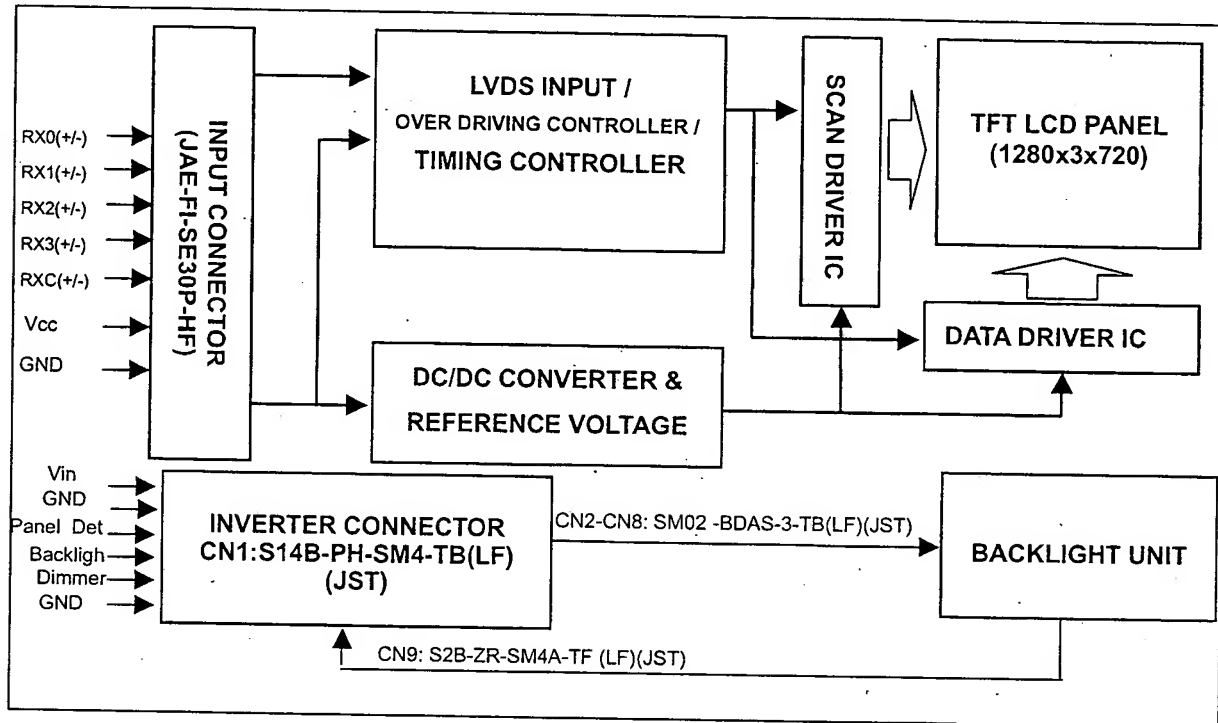 RX0(+/-)
RX1(+/-)
RX2(+/-)
RX3(+/-)
RXC(+/-)
Vcc
GND
INPUT CONNECTOR
(JAE-FI-SE30P-HF)
LVDS INPUT /
OVER DRIVING CONTROLLER /
TIMING CONTROLLER
DC/DC CONVERTER &
REFERENCE VOLTAGE
SCAN DRIVER IC
TFT LCD PANEL
(1280x3x720)
DATA DRIVER IC
Vin
GND
Panel Det
Backligh
Dimmer
GND
INVERTER CONNECTOR
CN1:S14B-PH-SM4-TB(LF)
(JST)
CN2-CN8: SM02 -BDAS-3-TB(LF)(JST)
BACKLIGHT UNIT
CN9: S2B-ZR-SM4A-TF (LF)(JST)